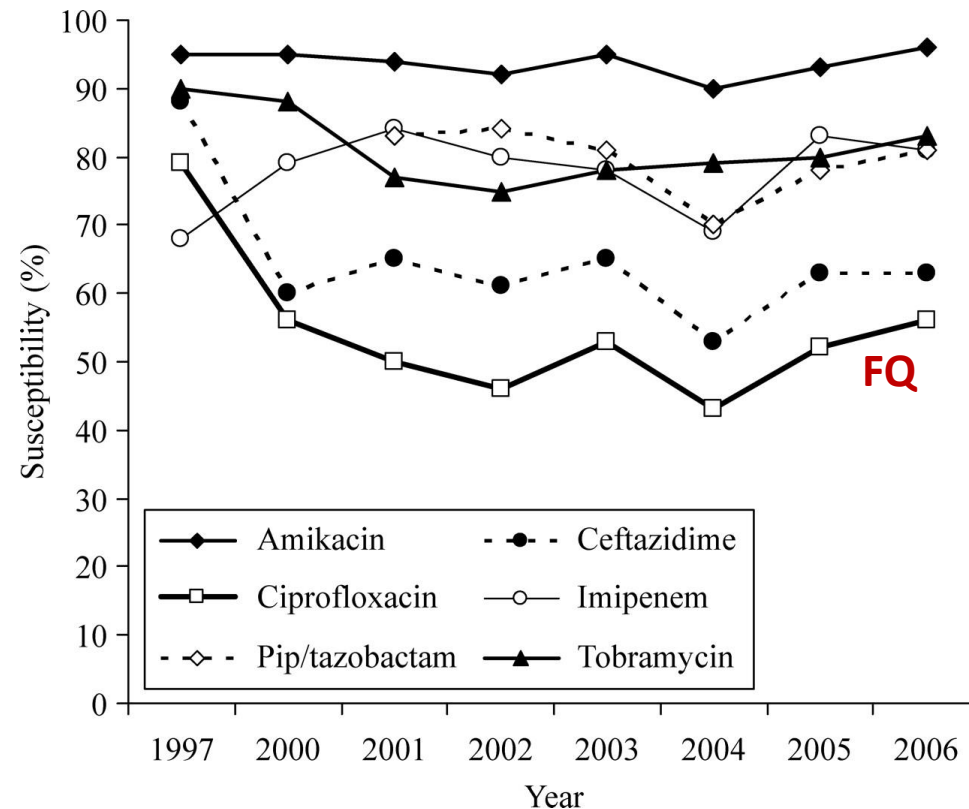 100
90
80
70
60
50
40
30
20
10
0
Susceptibility (%)
FQ
Amikacin Ceftazidime
Ciprofloxacin Imipenem
Pip/tazobactam Tobramycin
1997 2000 2001 2002 2003 2004 2005 2006
Year